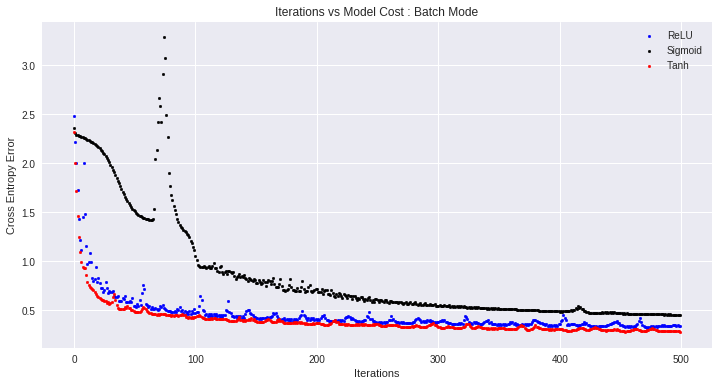 Iterations vs Model Cost : Batch Mode
ReLU
Sigmoid
Tanh
3.0
2.5
2.0
1.5
1.0
0.5
Cross Entropy Error
0
100
200
300
400
500
Iterations